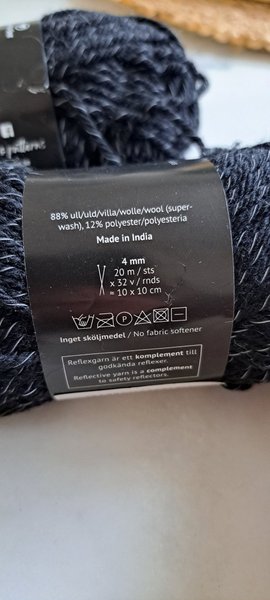 patterns
88% ull/uld/villa/wolle/wool (super-
wash), 12% polyester/polyesteria
Made in India
4 mm
20 m / sts
x 32 v / rnds
= 10 x 10 cm
P
Inget sköljmedel / No fabric softener
Reflexgarn är ett komplement till
godkända reflexer.
Reflective yarn is a complement
to safety reflectors.